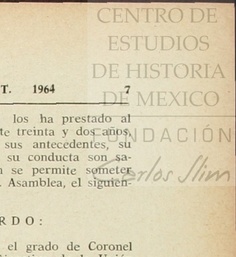 CENTRO DE
ESTUDIOS
DE HISTORIA
DE MEXICO
FUNDACIÓN
Carlos Slim
T. 1964 7
los ha prestado al
te treinta y dos años,
sus antecedentes, su
su conducta son sa-
n se permite someter
. Asamblea, el siguien-
RDO:
el grado de Coronel